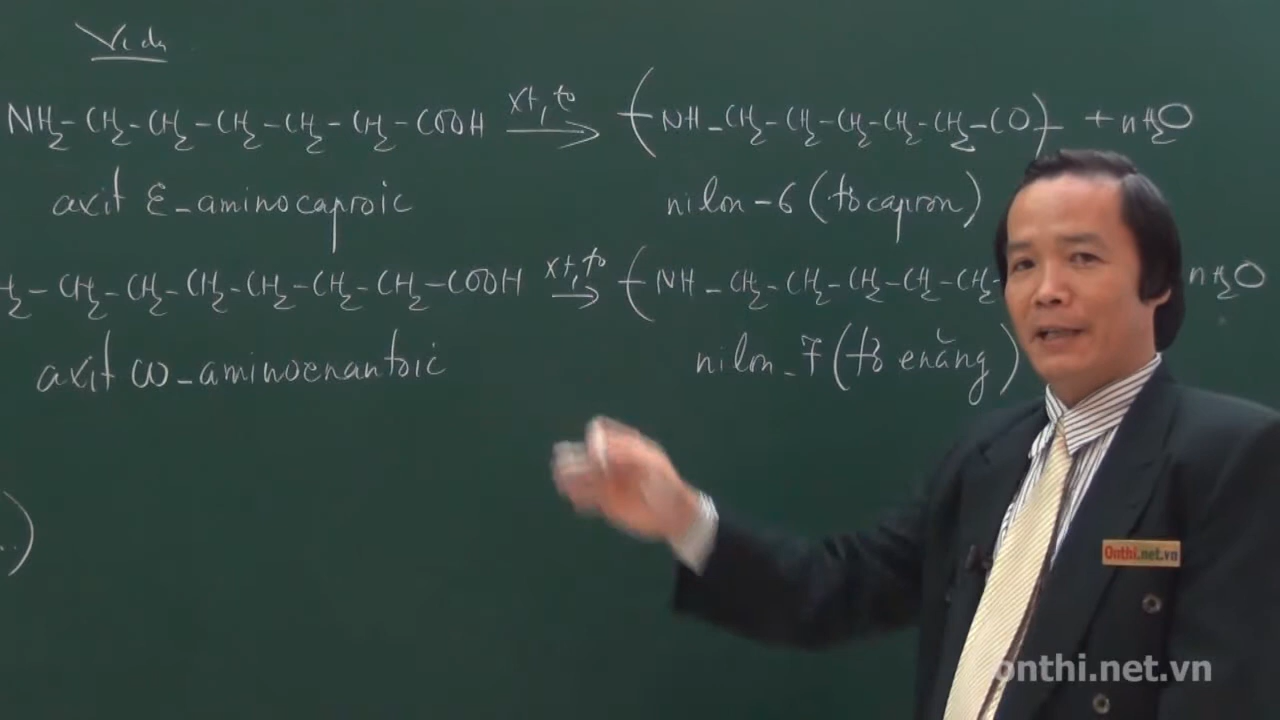 Ví dụ
NH₂-CH₂-CH₂-CH₂-CH₂-CH₂-COOH xt, t° → (NH-CH₂-CH₂-CH₂-CH₂-CH₂-CO) + nH₂O
axit ε-aminocaproic nilon-6 (tơ capron)
-CH₂-CH₂-CH₂-CH₂-CH₂-CH₂-COOH xt, t° → (NH-CH₂-CH₂-CH₂-CH₂-CH₂- nH₂O
axit ω-aminoenantoic nilon-7 (tơ enăng)
..)
Onthi.net.vn
onthi.net.vn